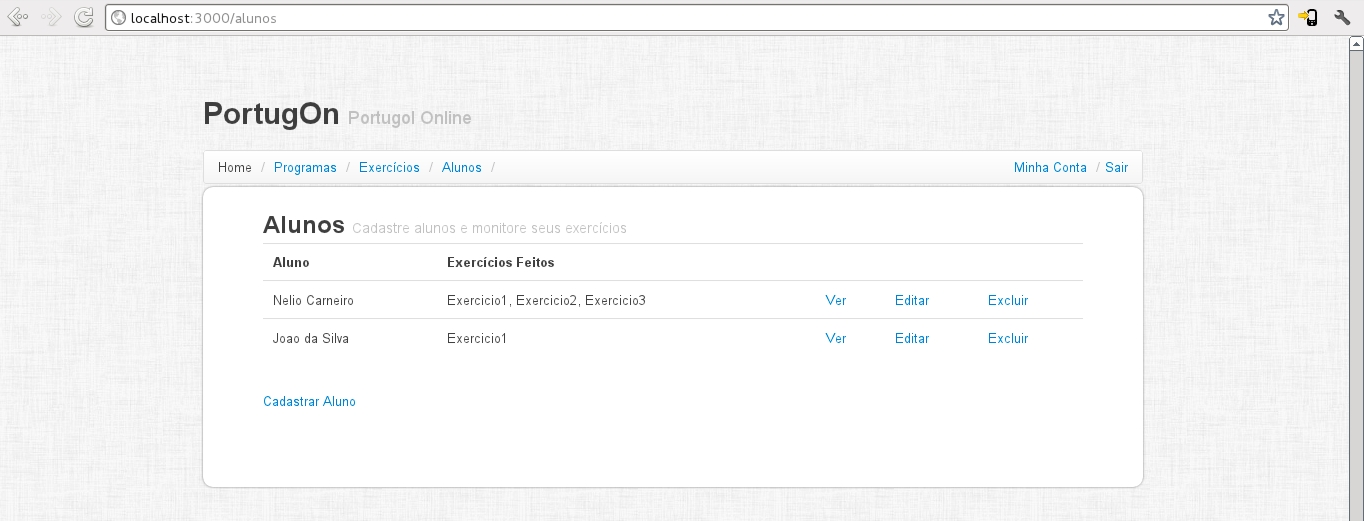 localhost:3000/alunos
PortugOn Portugol Online
Home / Programas / Exercícios / Alunos / Minha Conta / Sair
Alunos Cadastre alunos e monitore seus exercícios
Aluno Exercícios Feitos
Nelio Carneiro Exercicio1, Exercicio2, Exercicio3 Ver Editar Excluir
Joao da Silva Exercicio1 Ver Editar Excluir
Cadastrar Aluno